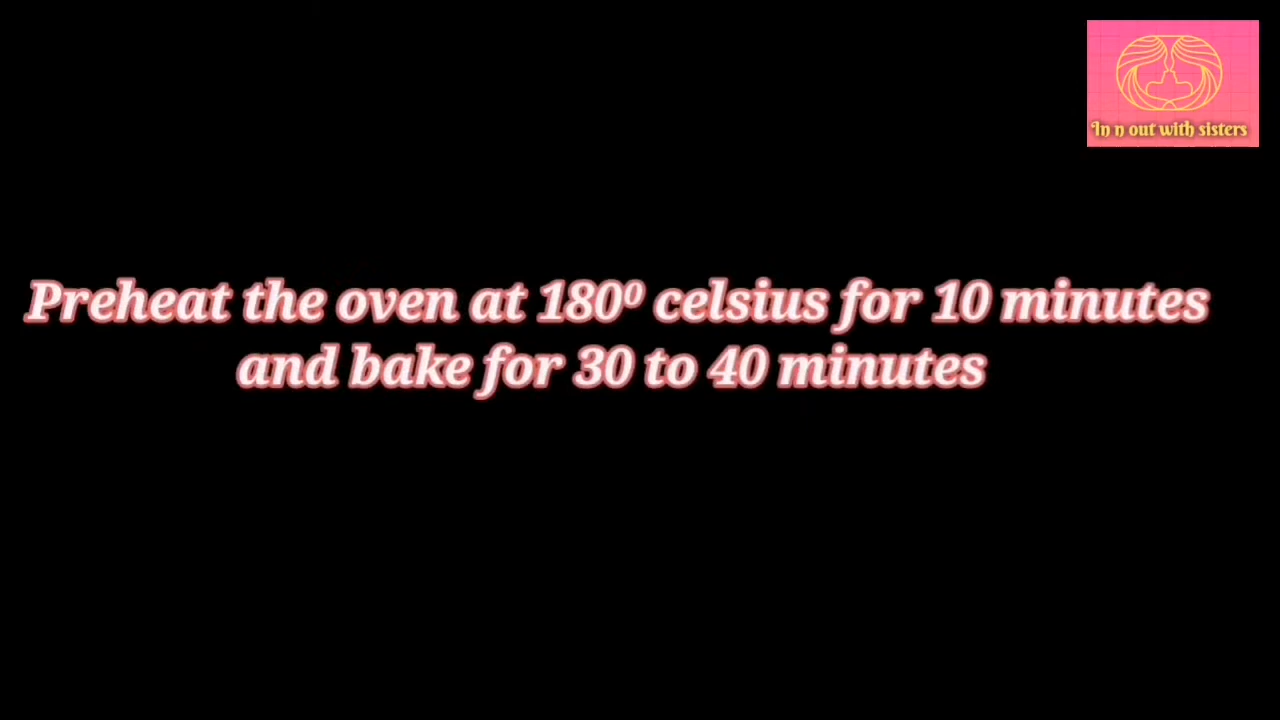 In n out with sisters
Preheat the oven at 180⁰ celsius for 10 minutes
and bake for 30 to 40 minutes